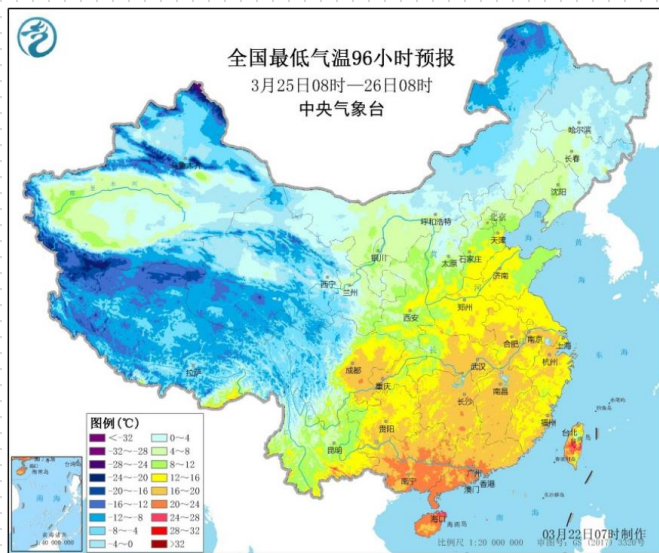 全国最低气温96小时预报
3月25日08时—26日08时
中央气象台
哈尔滨
长春
沈阳
呼和浩特
北京
天津
银川
太原
石家庄
济南
西宁
兰州
西安
郑州
拉萨
成都
重庆
武汉
合肥
南京
上海
杭州
长沙
南昌
贵阳
福州
昆明
台北
南宁
广州
香港
澳门
海口
图例(℃)
<-32
-32~-28
-28~-24
-24~-20
-20~-16
-16~-12
-12~-8
-8~-4
-4~0
0~4
4~8
8~12
12~16
16~20
20~24
24~28
28~32
>32
03月22日07时制作
比例尺 1:20 000 000